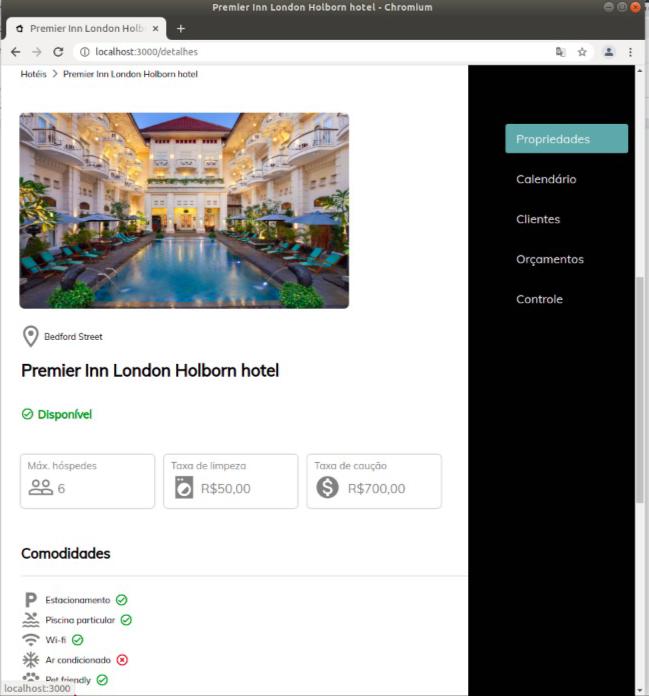 Premier Inn London Holborn hotel - Chromium
Premier Inn London Holb
localhost:3000/detalhes
Hotéis > Premier Inn London Holborn hotel
Bedford Street
Premier Inn London Holborn hotel
Disponível
Máx. hóspedes
6
Taxa de limpeza
R$50,00
Taxa de caução
R$700,00
Comodidades
P Estacionamento
Piscina particular
Wi-fi
Ar condicionado
Pet friendly
localhost:3000
Propriedades
Calendário
Clientes
Orçamentos
Controle